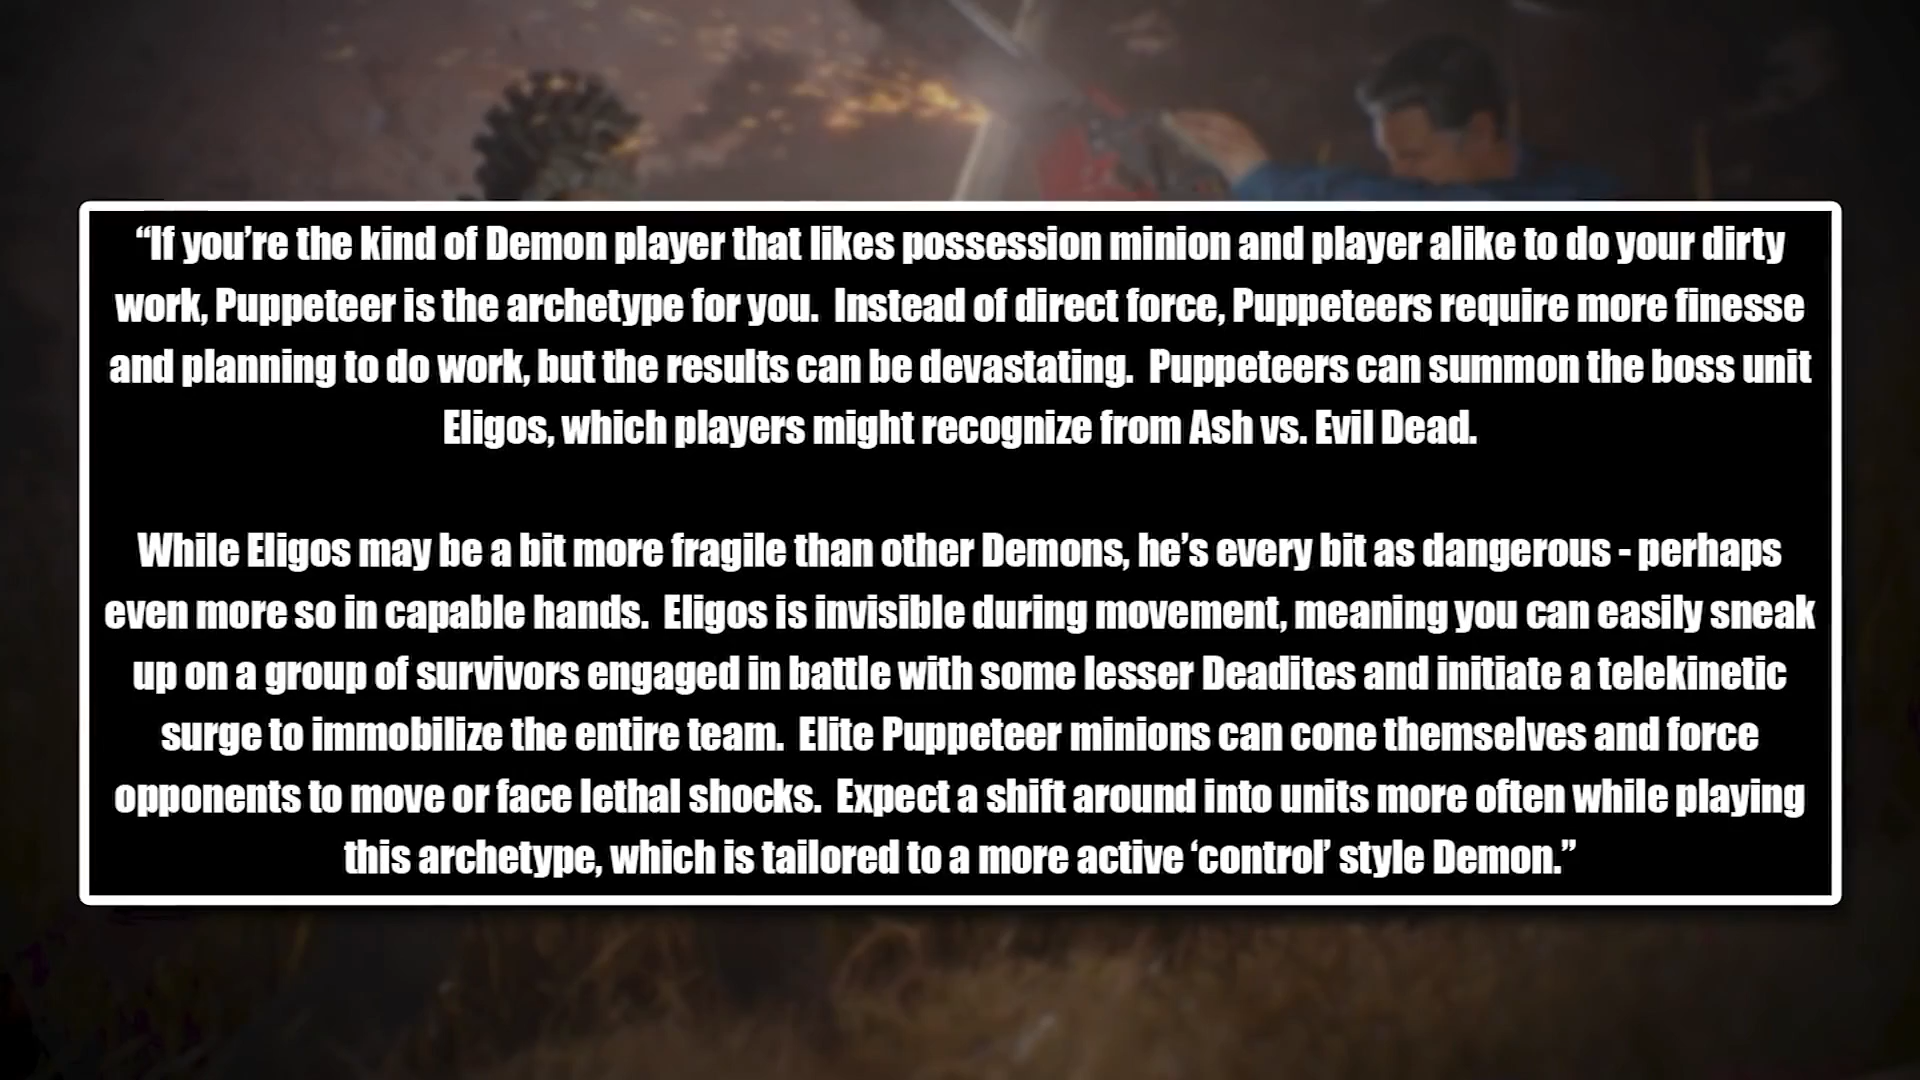 “If you’re the kind of Demon player that likes possession minion and player alike to do your dirty
work, Puppeteer is the archetype for you.  Instead of direct force, Puppeteers require more finesse
and planning to do work, but the results can be devastating.  Puppeteers can summon the boss unit
Eligos, which players might recognize from Ash vs. Evil Dead.
While Eligos may be a bit more fragile than other Demons, he’s every bit as dangerous - perhaps
even more so in capable hands.  Eligos is invisible during movement, meaning you can easily sneak
up on a group of survivors engaged in battle with some lesser Deadites and initiate a telekinetic
surge to immobilize the entire team.  Elite Puppeteer minions can cone themselves and force
opponents to move or face lethal shocks.  Expect a shift around into units more often while playing
this archetype, which is tailored to a more active ‘control’ style Demon.”